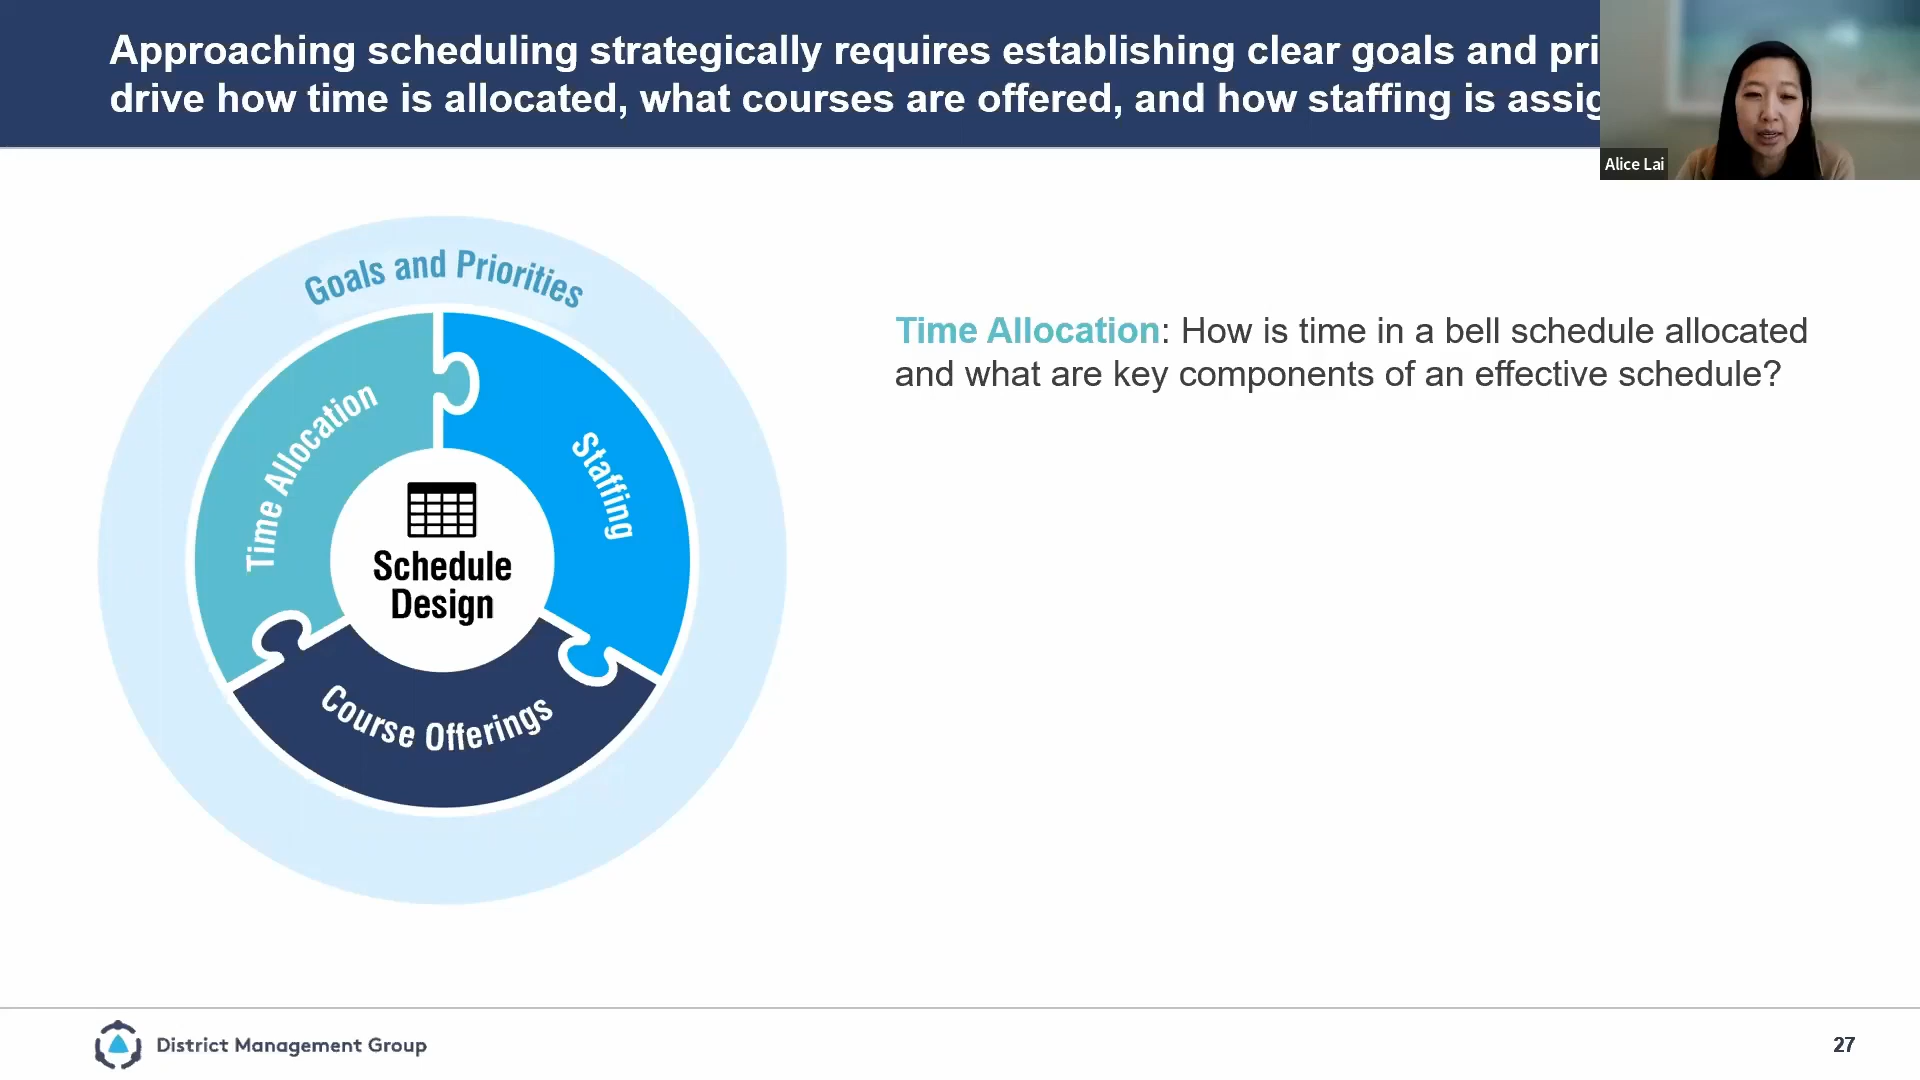 Approaching scheduling strategically requires establishing clear goals and
drive how time is allocated, what courses are offered, and how staffing is
Alice Lai
Goals and Priorities
Time Allocation
Staffing
Schedule
Design
Course Offerings
Time Allocation: How is time in a bell schedule allocated
and what are key components of an effective schedule?
District Management Group
27